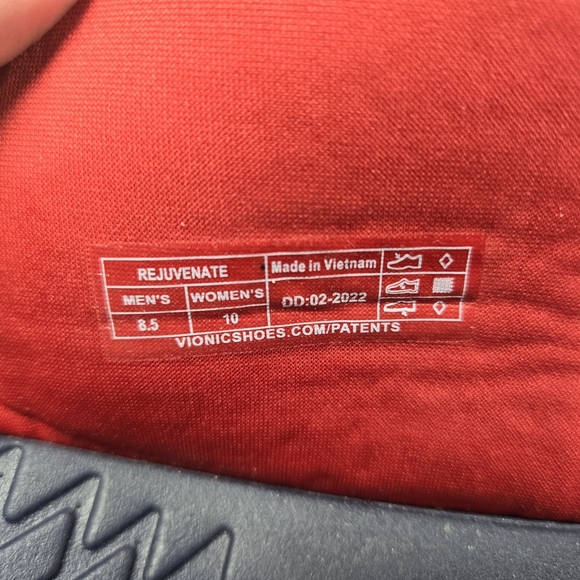 REJUVENATE Made in Vietnam
MEN'S WOMEN'S DD:02-2022
8.5 10
VIONICSHOES.COM/PATENTS